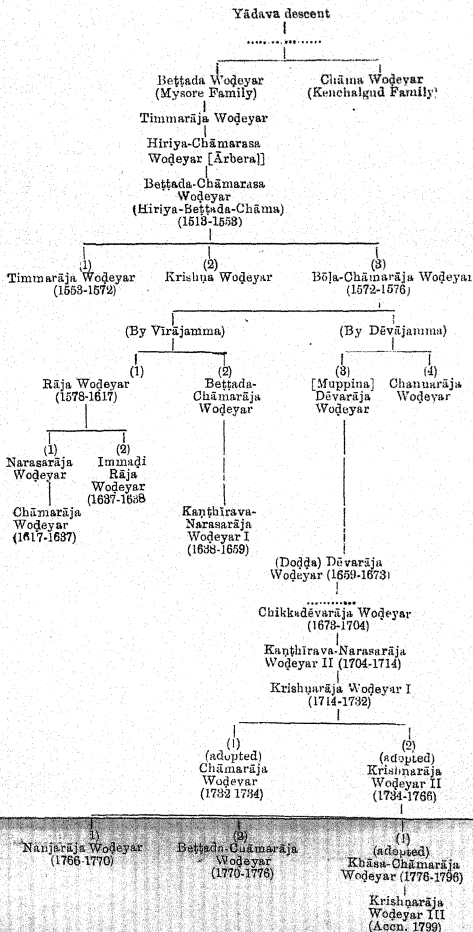 Yādava descent
Beṭṭada Woḍeyar
(Mysore Family)
Chāma Woḍeyar
(Kenchalgud Family)
Timmarāja Woḍeyar
Hiriya-Chāmarasa
Woḍeyar [Ārberaḷ]
Beṭṭada-Chāmarasa
Woḍeyar
(Hiriya-Beṭṭada-Chāma)
(1513-1553)
(1)
Timmarāja Woḍeyar
(1553-1572)
(2)
Krishṇa Woḍeyar
(3)
Bōḷa-Chāmarāja Woḍeyar
(1572-1576)
(By Vīrājamma)
(By Dēvājamma)
(1)
Rāja Woḍeyar
(1578-1617)
(2)
Beṭṭada-
Chāmarāja
Woḍeyar
(3)
[Muppina]
Dēvarāja
Woḍeyar
(4)
Channarāja
Woḍeyar
(1)
Narasarāja
Woḍeyar
(2)
Immaḍi
Rāja
Woḍeyar
(1637-1638)
Chāmarāja
Woḍeyar
(1617-1637)
Kaṇṭhīrava-
Narasarāja
Woḍeyar I
(1638-1659)
(Doḍḍa) Dēvarāja
Woḍeyar (1659-1673)
Chikkadēvarāja Woḍeyar
(1673-1704)
Kaṇṭhīrava-Narasarāja
Woḍeyar II (1704-1714)
Krishṇarāja Woḍeyar I
(1714-1732)
(1)
(adopted)
Chāmarāja
Woḍeyar
(1732-1734)
(2)
(adopted)
Krishṇarāja
Woḍeyar II
(1734-1766)
(1)
Nanjarāja Woḍeyar
(1766-1770)
(2)
Beṭṭada-Chāmarāja
Woḍeyar
(1770-1776)
(1)
(adopted)
Khāsa-Chāmarāja
Woḍeyar (1776-1796)
Krishṇarāja
Woḍeyar III
(Accn. 1799)